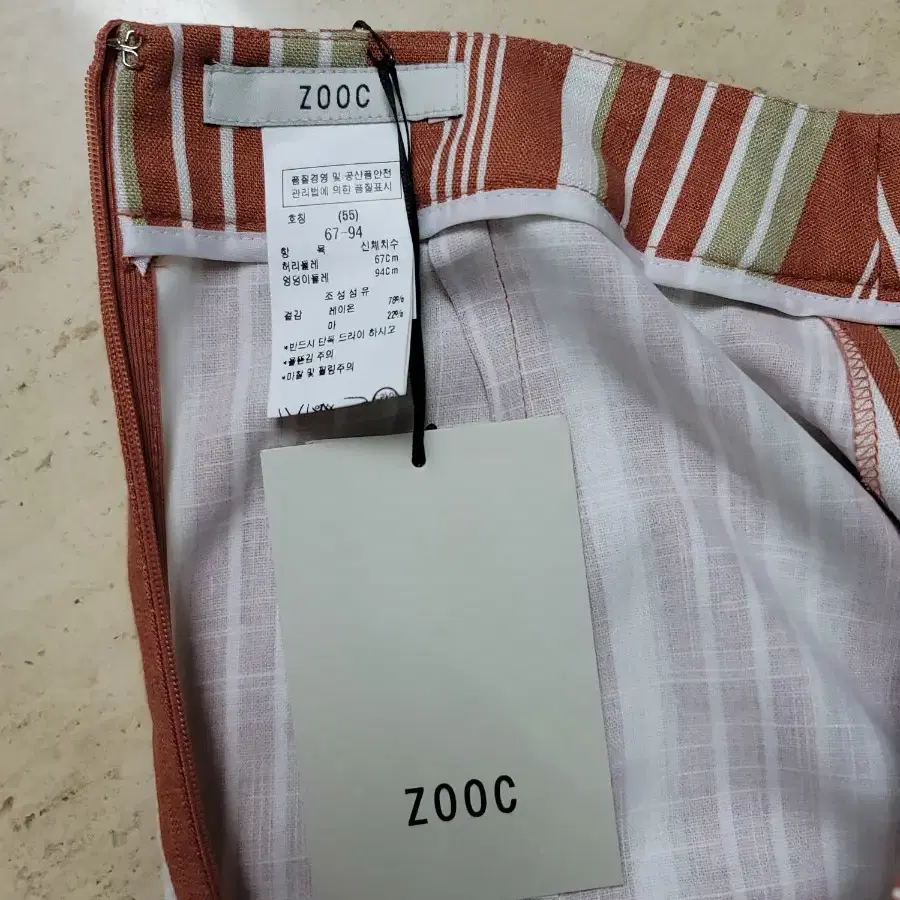 ZOOC
품질경영 및 공산품안전
관리법에 의한 품질표시
호칭 (55)
67-94
항 목 신체치수
허리둘레 67Cm
엉덩이둘레 94Cm
조성섬유
겉감 레이온 78%
마 22%
*반드시 단독 드라이 하시고
*올뜯김 주의
*마찰 및 필링주의
ZOOC